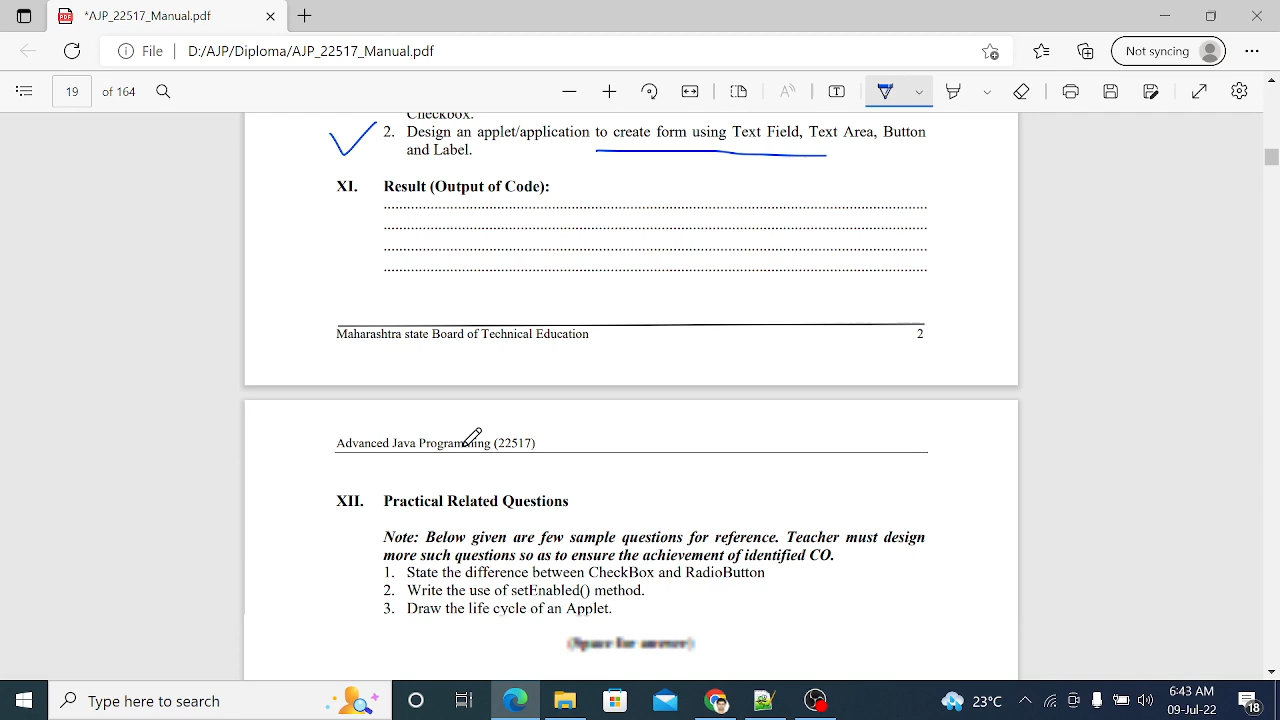 *AJP_22517_Manual.pdf
File
D:/AJP/Diploma/AJP_22517_Manual.pdf
Not syncing
19 of 164
Checkbox.
2. Design an applet/application to create form using Text Field, Text Area, Button
and Label.
XI. Result (Output of Code):
Maharashtra state Board of Technical Education 2
Advanced Java Programming (22517)
XII. Practical Related Questions
Note: Below given are few sample questions for reference. Teacher must design
more such questions so as to ensure the achievement of identified CO.
1. State the difference between CheckBox and RadioButton
2. Write the use of setEnabled() method.
3. Draw the life cycle of an Applet.
(Space for answer)
Type here to search
23°C
6:43 AM
09-Jul-22
18